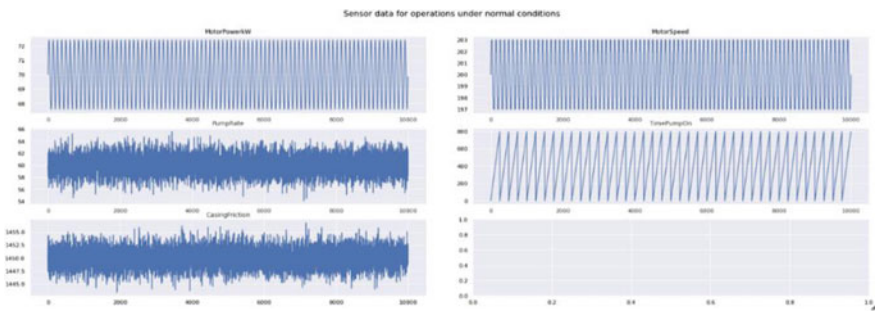 Sensor data for operations under normal conditions
MotorPowerkW
72
71
70
69
68
0 2000 4000 6000 8000 10000
MotorSpeed
203
202
201
200
199
198
197
0 2000 4000 6000 8000 10000
PumpRate
66
64
62
60
58
56
54
0 2000 4000 6000 8000 10000
TimePumpOn
800
600
400
200
0
0 2000 4000 6000 8000 10000
CasingFriction
1455.0
1452.5
1450.0
1447.5
1445.0
0 2000 4000 6000 8000 10000
1.0
0.8
0.6
0.4
0.2
0.0
0.0 0.2 0.4 0.6 0.8 1.0